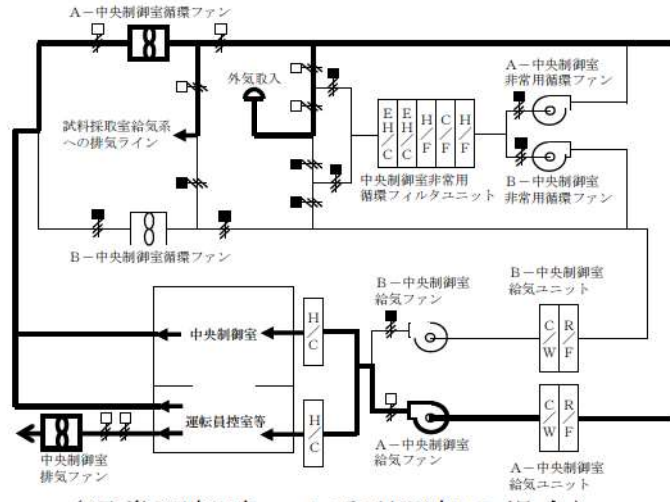 A－中央制御室循環ファン
外気取入
A－中央制御室
非常用循環ファン
試料採取室給気系
への排気ライン
E
H
/
C
E
H
/
C
H
/
F
C
/
F
H
/
F
中央制御室非常用
循環フィルタユニット
B－中央制御室
非常用循環ファン
B－中央制御室循環ファン
B－中央制御室
給気ファン
B－中央制御室
給気ユニット
中央制御室
H
/
C
C
/
W
R
/
F
運転員控室等
H
/
C
C
/
W
R
/
F
中央制御室
排気ファン
A－中央制御室
給気ファン
A－中央制御室
給気ユニット